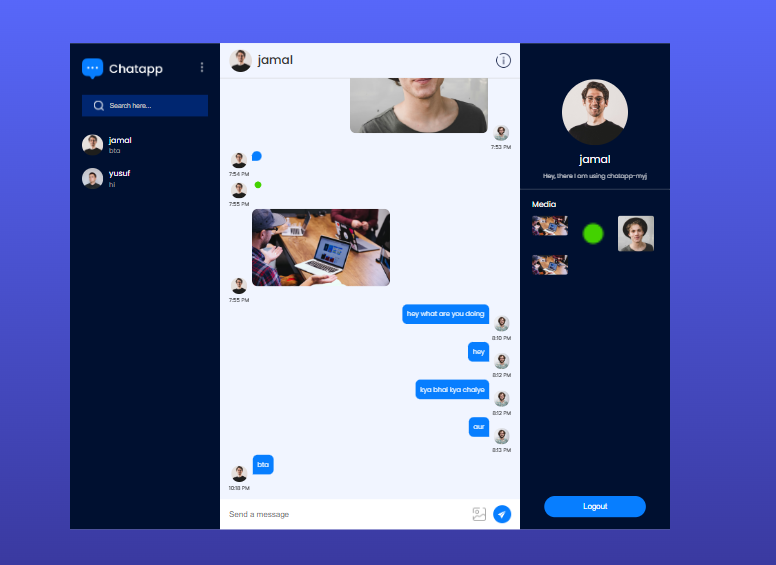 Chatapp
Search here...
jamal
bta
yusuf
hi
jamal
7:53 PM
7:54 PM
7:55 PM
7:55 PM
hey what are you doing
8:10 PM
hey
8:12 PM
kya bhai kya chaiye
8:12 PM
aur
8:13 PM
bta
10:18 PM
Send a message
jamal
Hey, there I am using chatapp-myj
Media
Logout